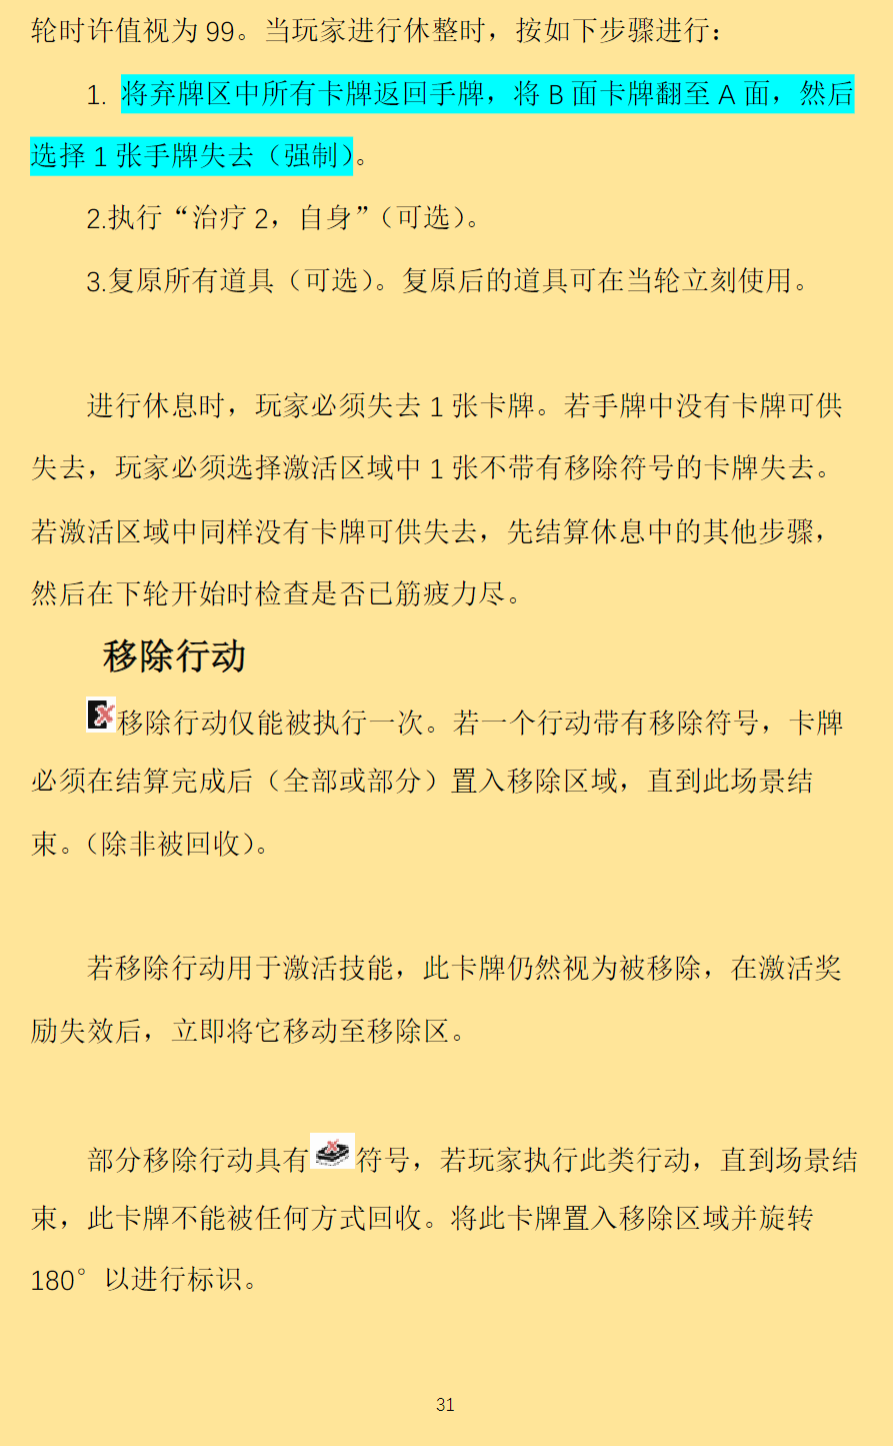 轮时许值视为 99。当玩家进行休整时，按如下步骤进行：
1. 将弃牌区中所有卡牌返回手牌，将 B 面卡牌翻至 A 面，然后
选择 1 张手牌失去（强制）。
2.执行“治疗 2，自身”（可选）。
3.复原所有道具（可选）。复原后的道具可在当轮立刻使用。
进行休息时，玩家必须失去 1 张卡牌。若手牌中没有卡牌可供
失去，玩家必须选择激活区域中 1 张不带有移除符号的卡牌失去。
若激活区域中同样没有卡牌可供失去，先结算休息中的其他步骤，
然后在下轮开始时检查是否已筋疲力尽。
移除行动
移除行动仅能被执行一次。若一个行动带有移除符号，卡牌
必须在结算完成后（全部或部分）置入移除区域，直到此场景结
束。（除非被回收）。
若移除行动用于激活技能，此卡牌仍然视为被移除，在激活奖
励失效后，立即将它移动至移除区。
部分移除行动具有符号，若玩家执行此类行动，直到场景结
束，此卡牌不能被任何方式回收。将此卡牌置入移除区域并旋转
180°以进行标识。
31